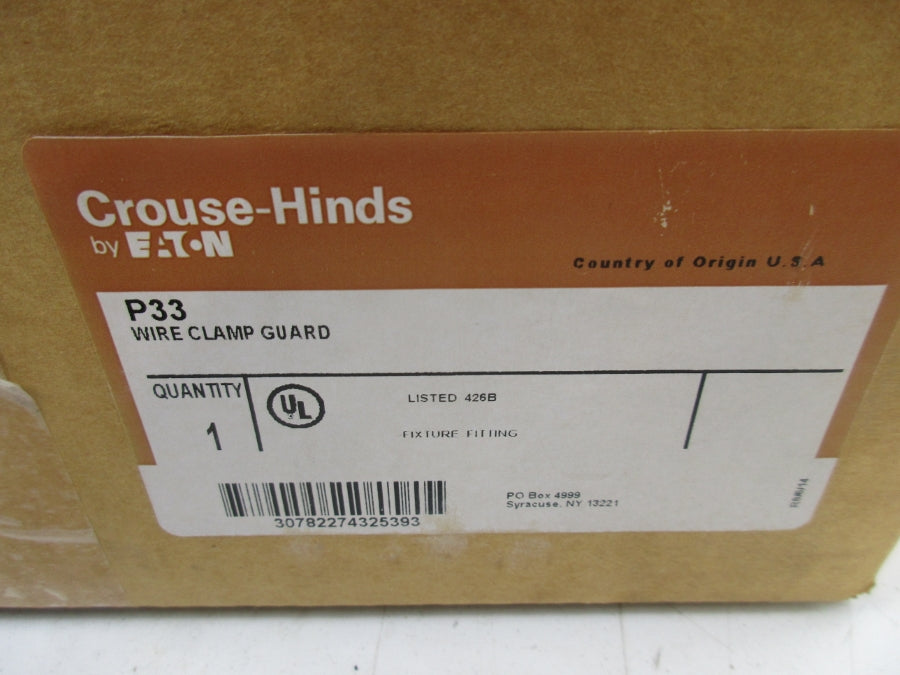 Crouse-Hinds
by EATON
Country of Origin U.S.A
P33
WIRE CLAMP GUARD
QUANTITY
1
UL
LISTED 426B
FIXTURE FITTING
30782274325393
PO Box 4999
Syracuse, NY 13221